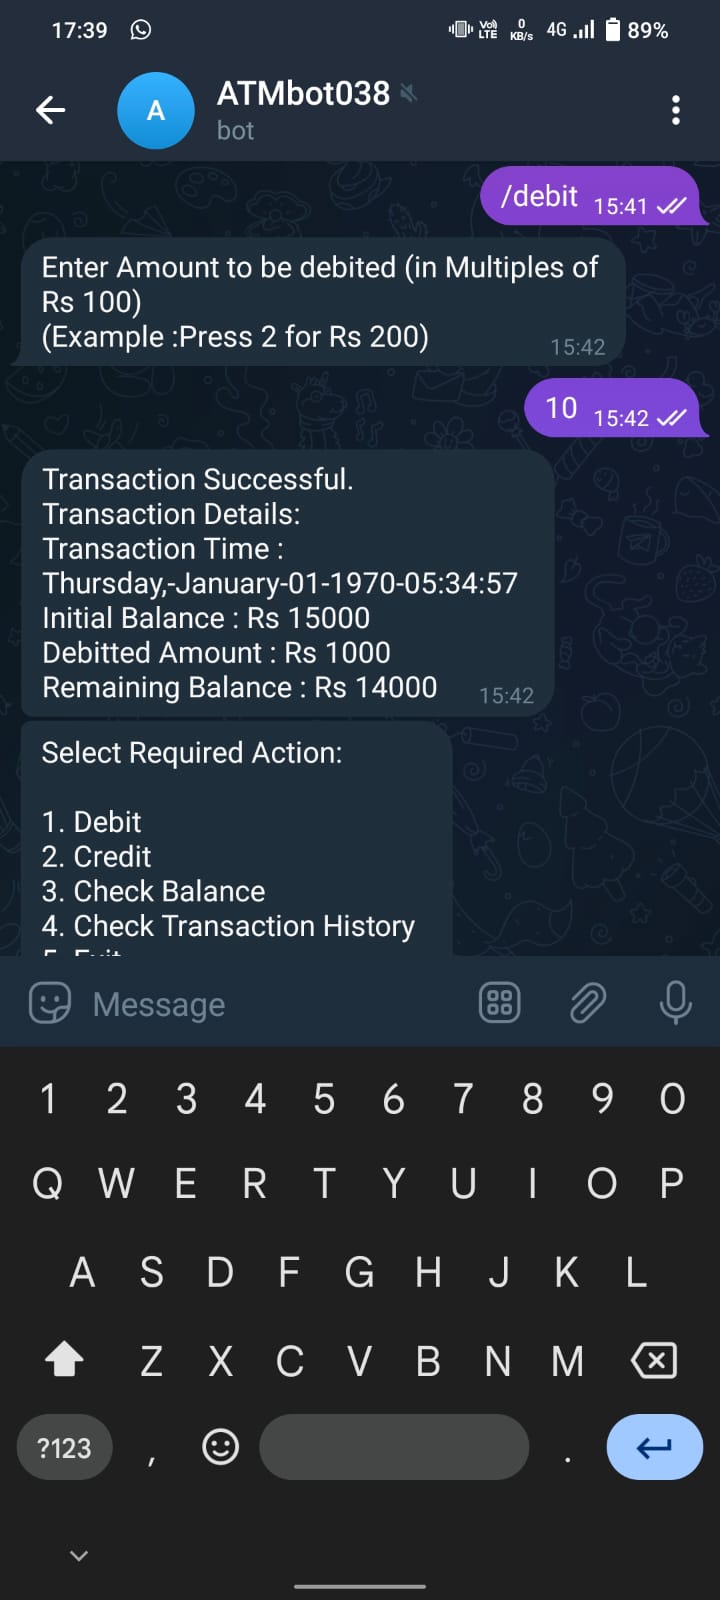 17:39 Vo) LTE 0 KB/s 4G 89%
A ATMbot038
bot
/debit 15:41
Enter Amount to be debited (in Multiples of
Rs 100)
(Example :Press 2 for Rs 200) 15:42
10 15:42
Transaction Successful.
Transaction Details:
Transaction Time :
Thursday,-January-01-1970-05:34:57
Initial Balance : Rs 15000
Debitted Amount : Rs 1000
Remaining Balance : Rs 14000 15:42
Select Required Action:
1. Debit
2. Credit
3. Check Balance
4. Check Transaction History
Message
1 2 3 4 5 6 7 8 9 0
Q W E R T Y U I O P
A S D F G H J K L
Z X C V B N M
?123 , .